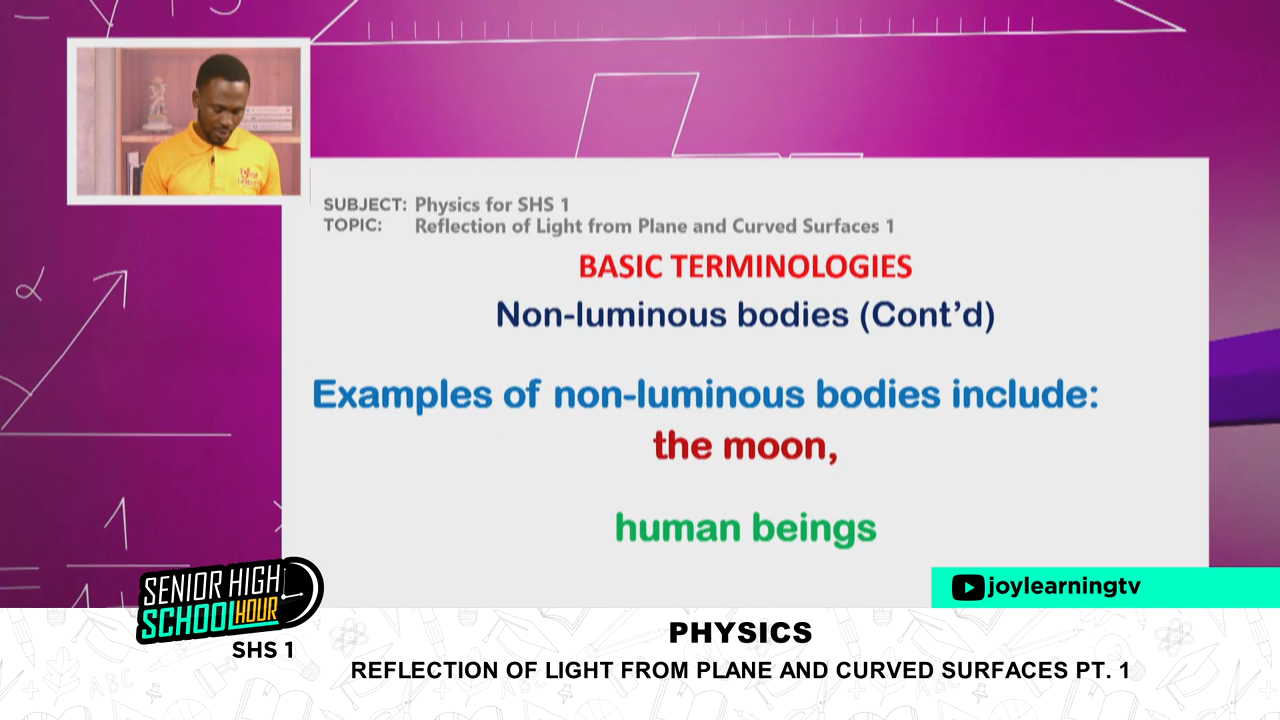 SUBJECT: Physics for SHS 1
TOPIC: Reflection of Light from Plane and Curved Surfaces 1
BASIC TERMINOLOGIES
Non-luminous bodies (Cont’d)
Examples of non-luminous bodies include:
the moon,
human beings
α
1
joylearningtv
SENIOR HIGH
SCHOOL HOUR
SHS 1
PHYSICS
REFLECTION OF LIGHT FROM PLANE AND CURVED SURFACES PT. 1
ABC